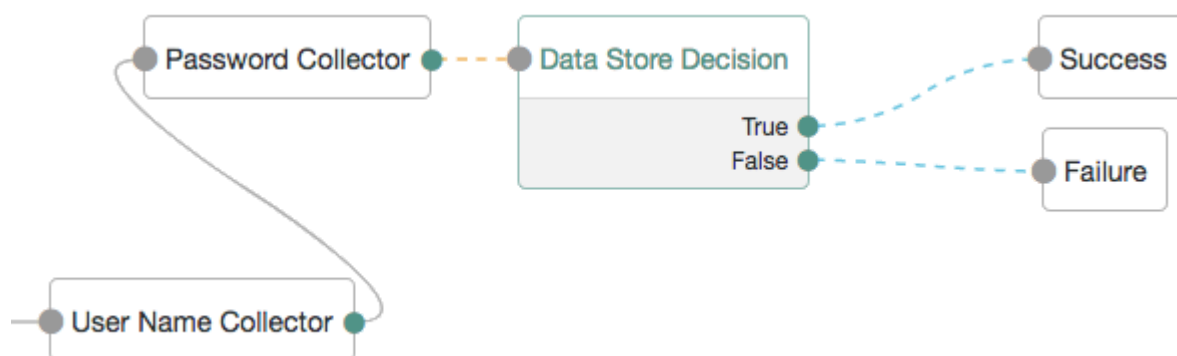 Password Collector
Data Store Decision
Success
True
False
Failure
User Name Collector